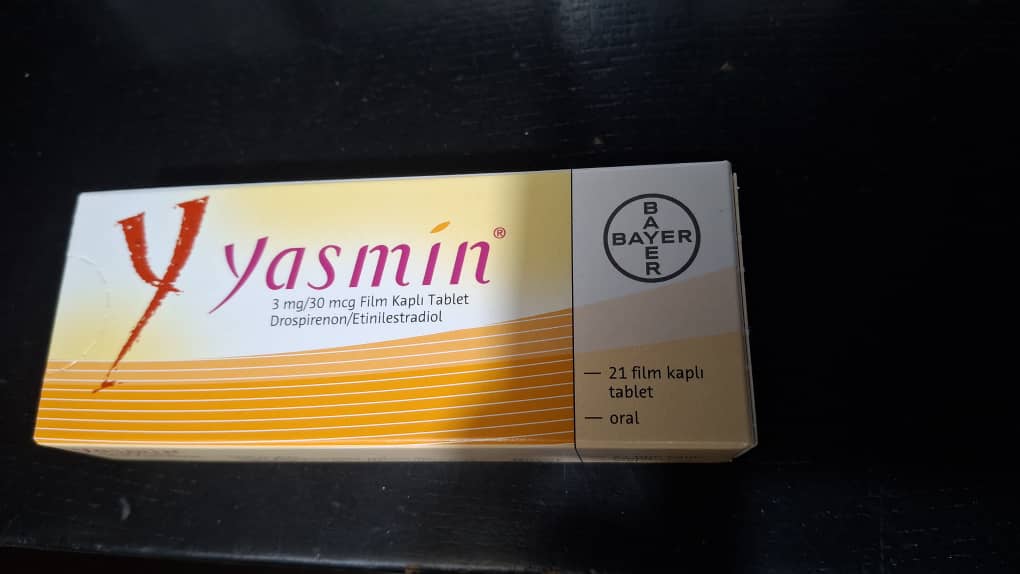 Yasmin®
3 mg/30 mcg Film Kaplı Tablet
Drospirenon/Etinilestradiol
BAYER
BAYER
— 21 film kaplı
tablet
— oral